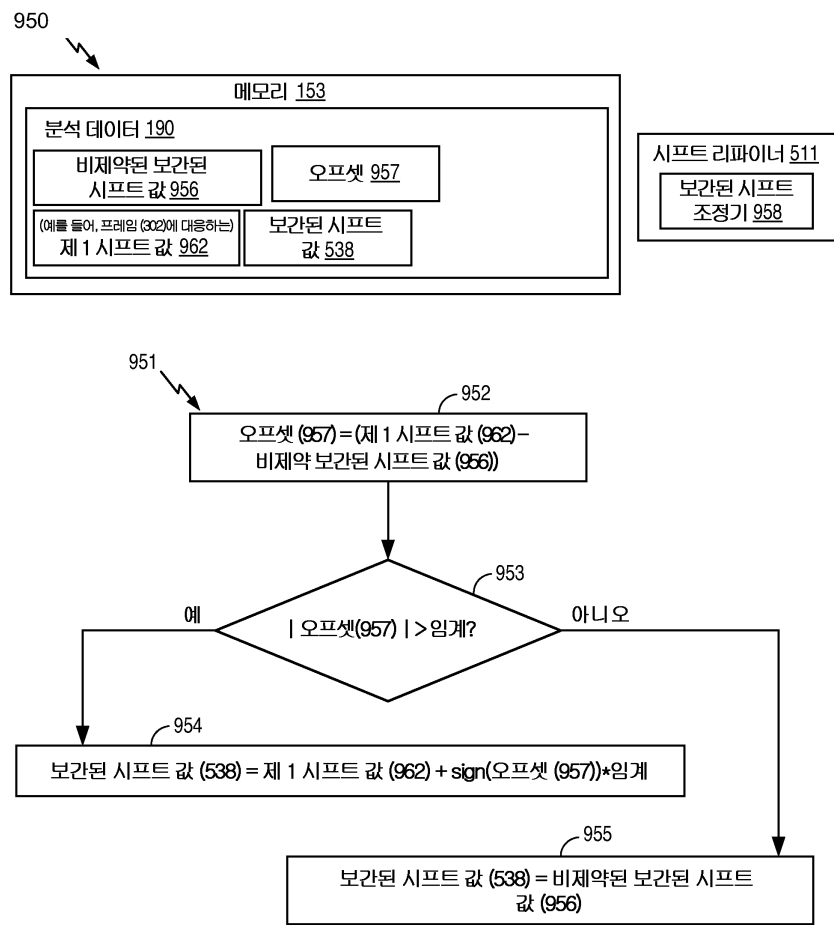 950
메모리 153
분석 데이터 190
비제약된 보간된
시프트 값 956
오프셋 957
(예를 들어, 프레임 (302)에 대응하는)
제 1 시프트 값 962
보간된 시프트
값 538
시프트 리파이너 511
보간된 시프트
조정기 958
951
952
오프셋 (957) = (제 1 시프트 값 (962) –
비제약 보간된 시프트 값 (956))
953
예
| 오프셋(957) | > 임계?
아니오
954
보간된 시프트 값 (538) = 제 1 시프트 값 (962) + sign(오프셋 (957))*임계
955
보간된 시프트 값 (538) = 비제약된 보간된 시프트
값 (956)